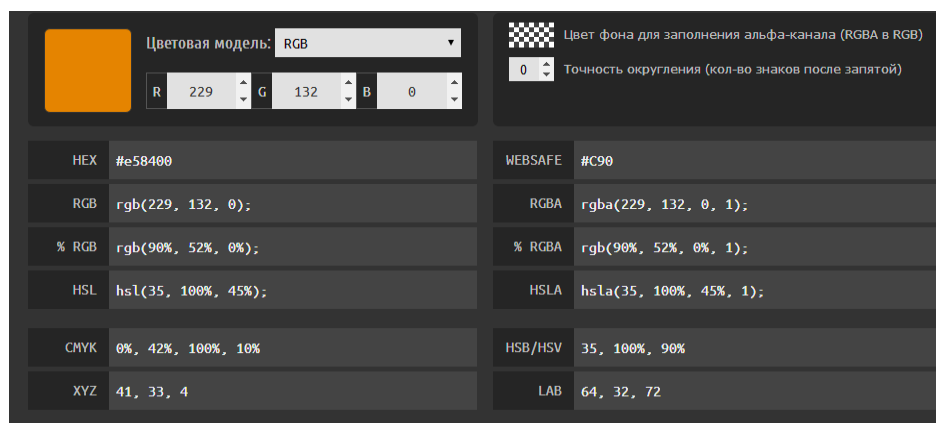 Цветовая модель: RGB
R 229 G 132 B 0
Цвет фона для заполнения альфа-канала (RGBA в RGB)
0 Точность округления (кол-во знаков после запятой)
HEX #e58400
WEBSAFE #C90
RGB rgb(229, 132, 0);
RGBA rgba(229, 132, 0, 1);
% RGB rgb(90%, 52%, 0%);
% RGBA rgb(90%, 52%, 0%, 1);
HSL hsl(35, 100%, 45%);
HSLA hsla(35, 100%, 45%, 1);
CMYK 0%, 42%, 100%, 10%
HSB/HSV 35, 100%, 90%
XYZ 41, 33, 4
LAB 64, 32, 72